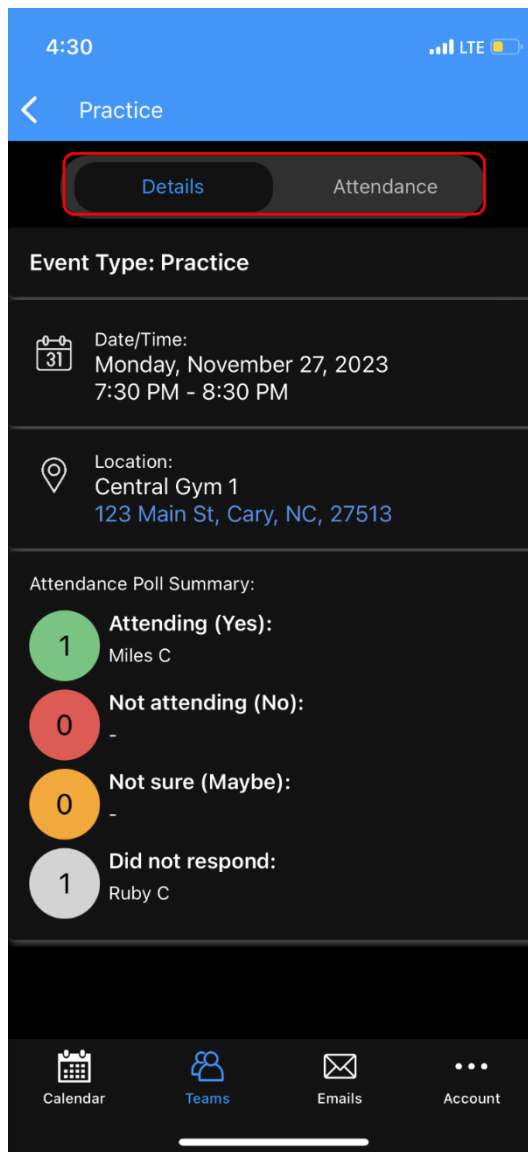 4:30
LTE
Practice
Details
Attendance
Event Type: Practice
31
Date/Time:
Monday, November 27, 2023
7:30 PM - 8:30 PM
Location:
Central Gym 1
123 Main St, Cary, NC, 27513
Attendance Poll Summary:
1
Attending (Yes):
Miles C
0
Not attending (No):
-
0
Not sure (Maybe):
-
1
Did not respond:
Ruby C
Calendar
Teams
Emails
Account